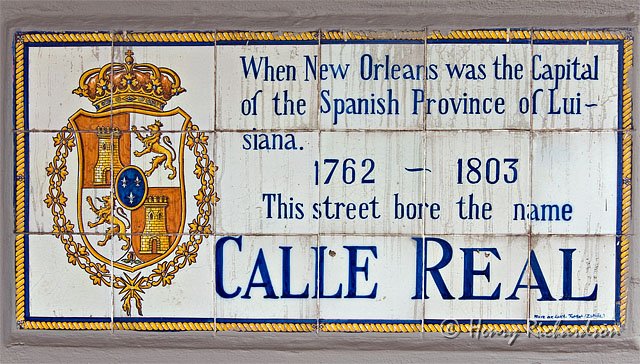 When New Orleans was the Capital
of the Spanish Province of Lui-
siana.
1762 — 1803
This street bore the name
CALLE REAL
© Henry Richardson